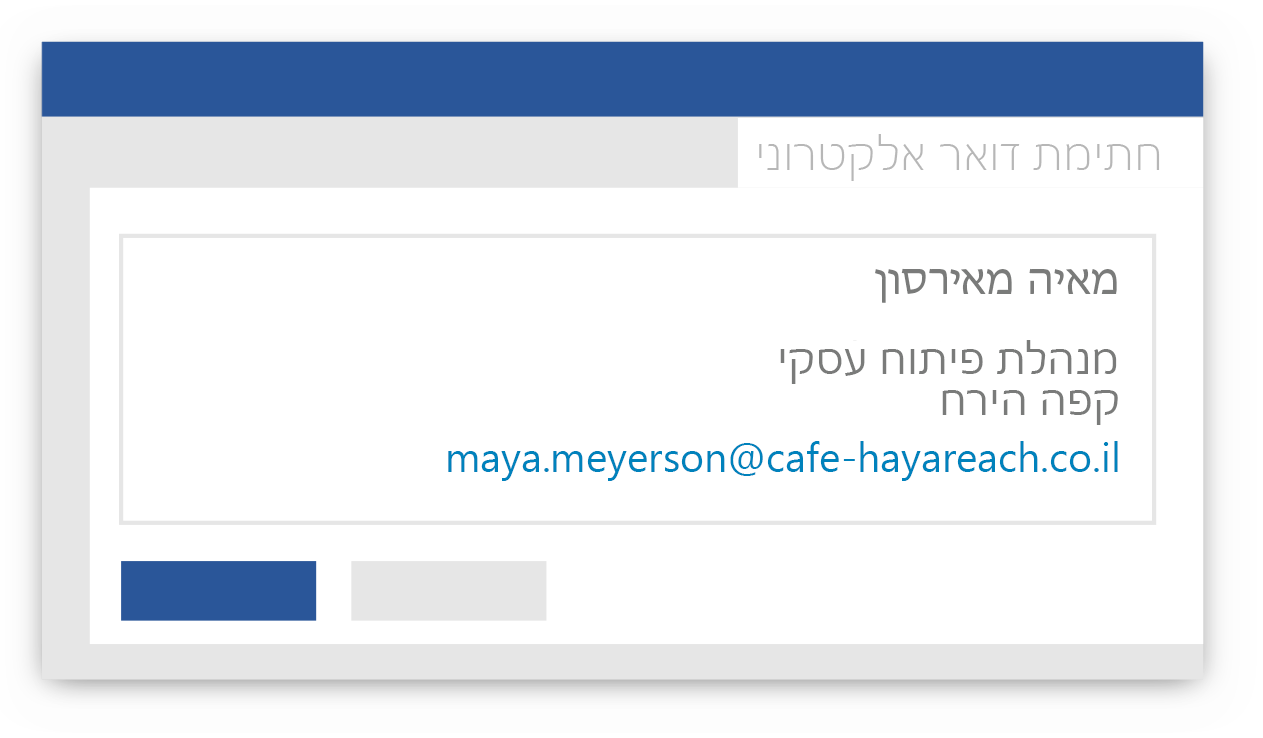 חתימת דואר אלקטרוני
מאיה מאירסון
מנהלת פיתוח עסקי
קפה הירח
maya.meyerson@cafe-hayareach.co.il